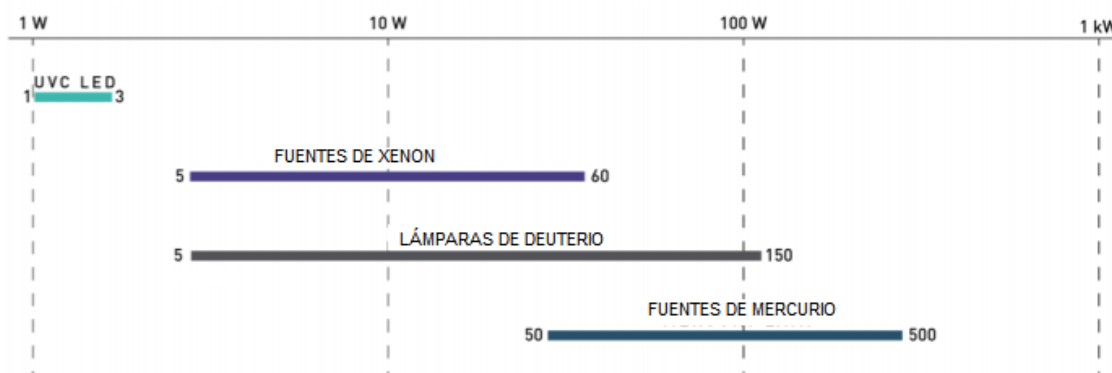 1 W 10 W 100 W 1 kW
UVC LED
1 3
FUENTES DE XENON
5 60
LÁMPARAS DE DEUTERIO
5 150
FUENTES DE MERCURIO
50 500